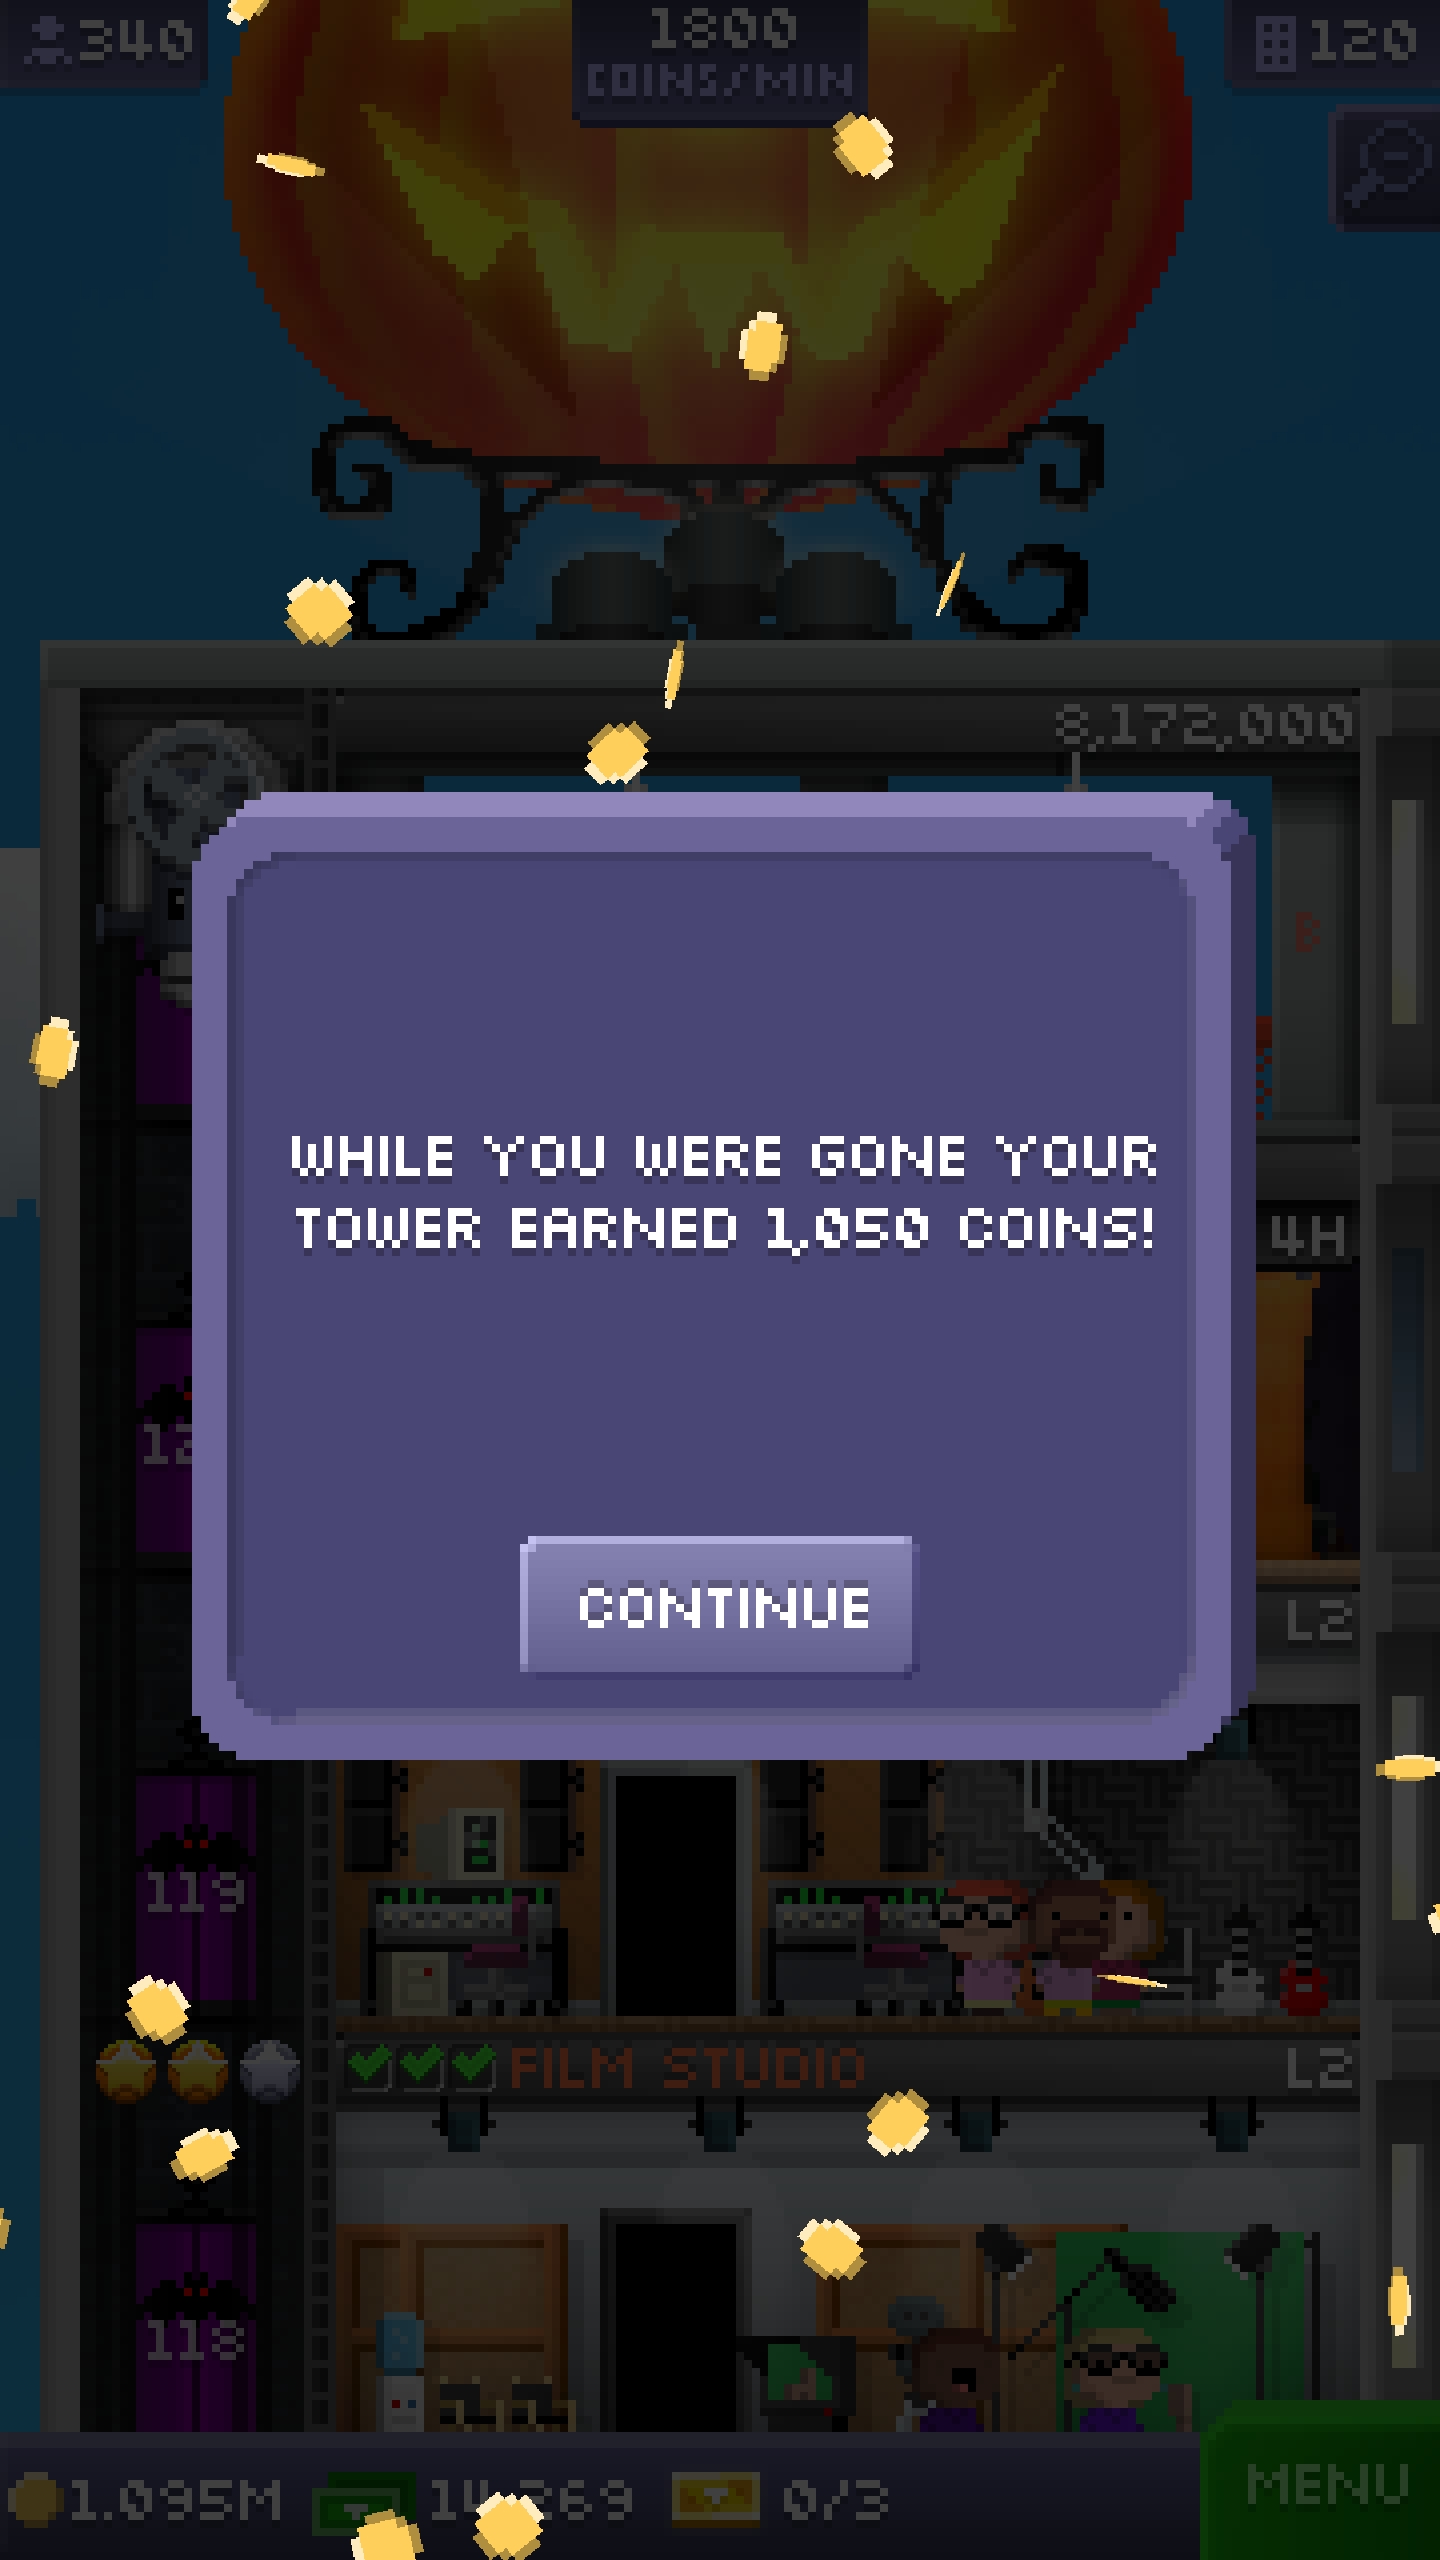 340
1800
COINS/MIN
120
8,172,000
B
4H
WHILE YOU WERE GONE YOUR
TOWER EARNED 1,050 COINS!
L2
CONTINUE
119
FILM STUDIO
L2
118
1.095M
0/3
MENU